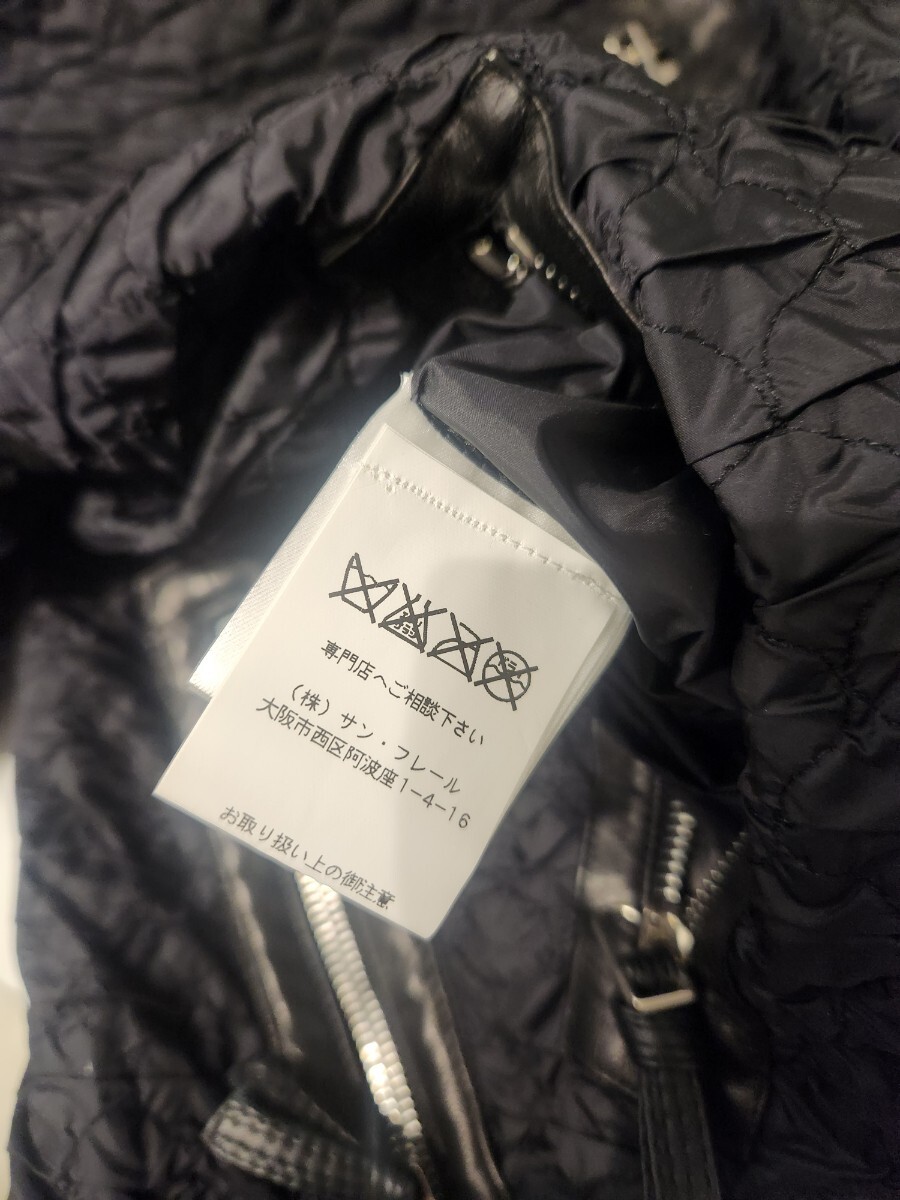 専門店へご相談下さい
（株）サン・フレール
大阪市西区阿波座1-4-16
お取り扱い上の御注意